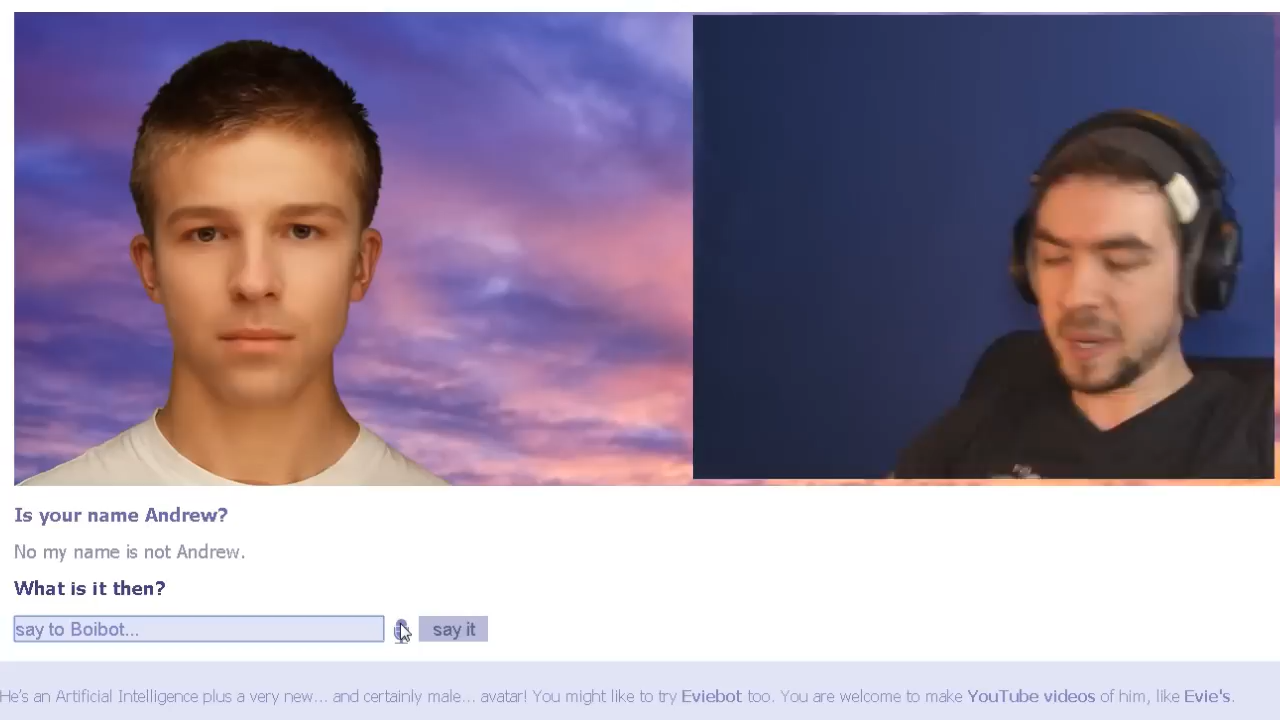 Is your name Andrew?
No my name is not Andrew.
What is it then?
say to Boibot...
say it
He's an Artificial Intelligence plus a very new... and certainly male... avatar! You might like to try Eviebot too. You are welcome to make YouTube videos of him, like Evie's.